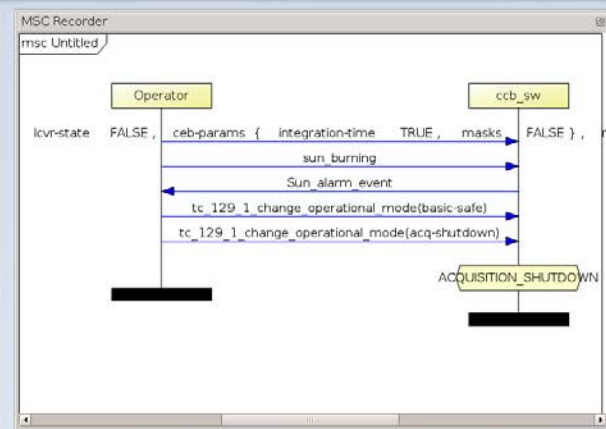 MSC Recorder
msc Untitled
Operator ccb_sw
lcvr-state FALSE , ceb-params { integration-time TRUE , masks FALSE } ,
sun_burning
Sun_alarm_event
tc_129_1_change_operational_mode(basic-safe)
tc_129_1_change_operational_mode(acq-shutdown)
ACQUISITION_SHUTDOWN